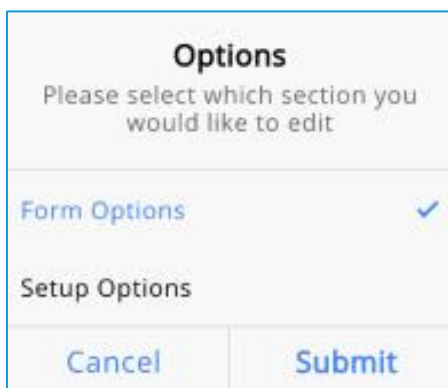 Options
Please select which section you
would like to edit
Form Options
Setup Options
Cancel
Submit